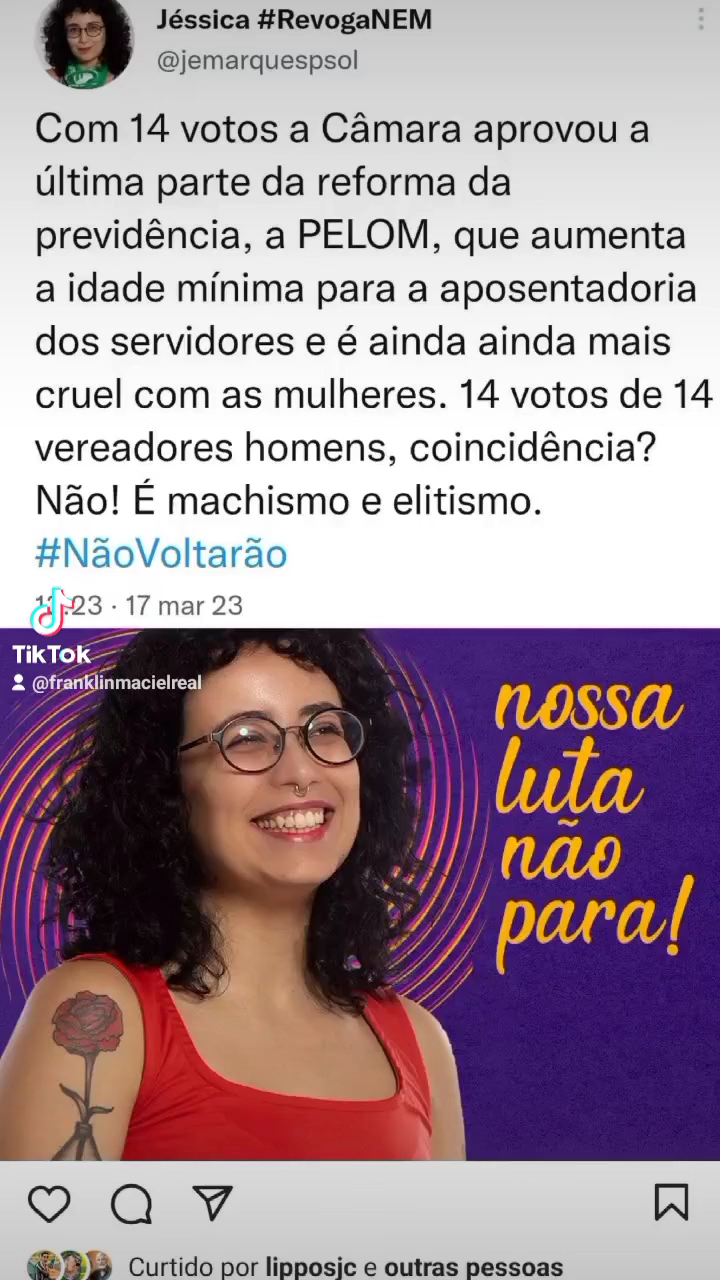 Jéssica #RevogaNEM
@jemarquespsol
Com 14 votos a Câmara aprovou a
última parte da reforma da
previdência, a PELOM, que aumenta
a idade mínima para a aposentadoria
dos servidores e é ainda ainda mais
cruel com as mulheres. 14 votos de 14
vereadores homens, coincidência?
Não! É machismo e elitismo.
#NãoVoltarão
23 · 17 mar 23
TikTok
@franklinmacielreal
nossa
luta
não
para!
Curtido por lipposjc e outras pessoas